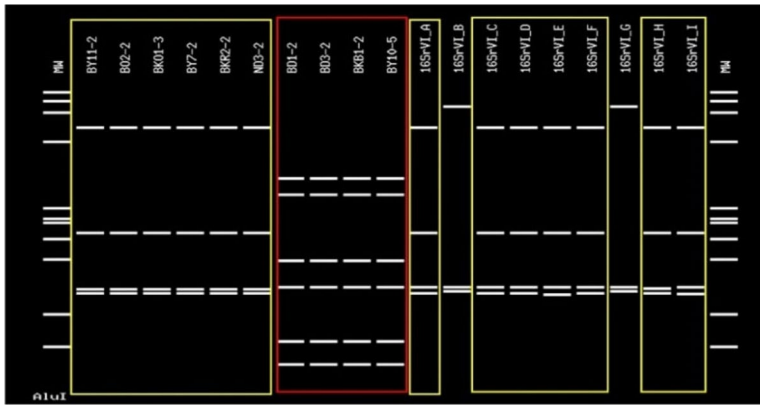 MW
BY11-2
BO2-2
BKO1-3
BY7-2
BKR2-2
ND3-2
BD1-2
BD3-2
BKB1-2
BY10-5
16SrVI_A
16SrVI_B
16SrVI_C
16SrVI_D
16SrVI_E
16SrVI_F
16SrVI_G
16SrVI_H
16SrVI_I
MW
AluI